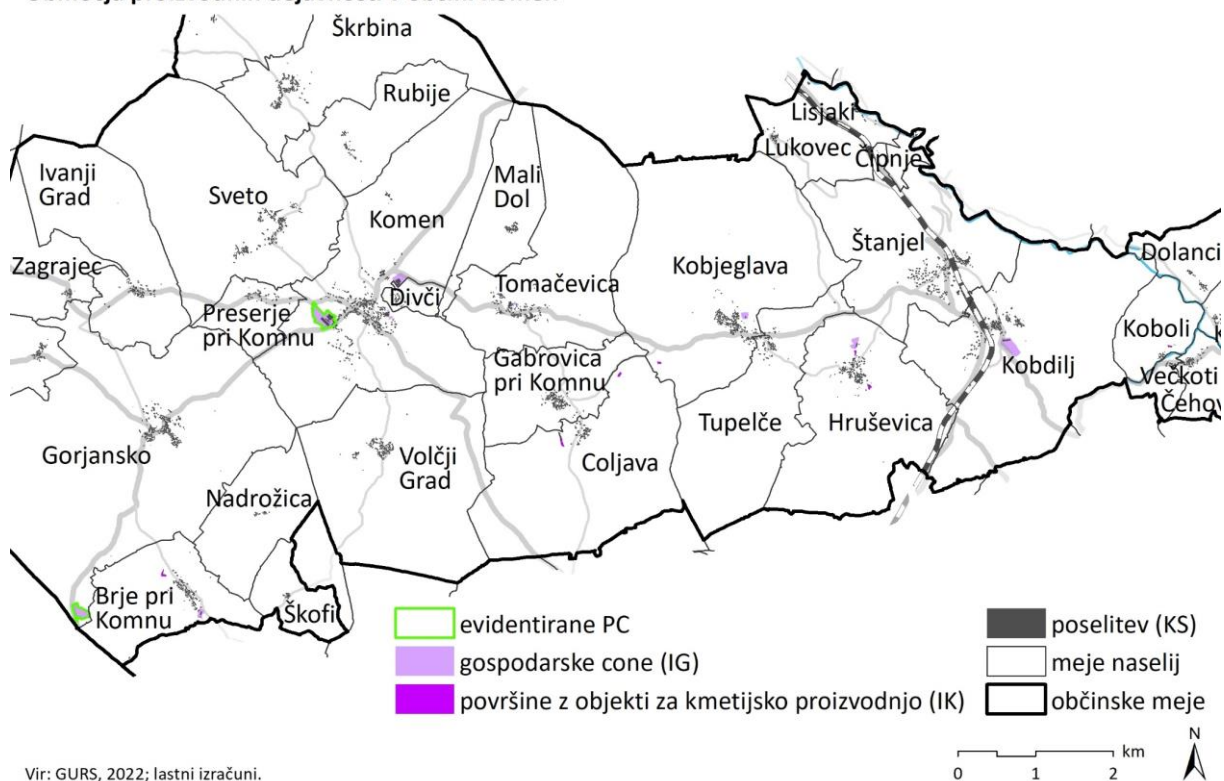 Škrbina
Rubije
Lisjaki
Lukovec
Čipnje
Ivanji
Grad
Sveto
Mali
Dol
Komen
Štanjel
Dolanci
Zagrajec
Kobjeglava
Divči
Tomačevica
Preserje
pri Komnu
Koboli
Gabrovica
pri Komnu
Kobdilj
Večkoti
Čehov
Tupelče
Hruševica
Gorjansko
Volčji
Grad
Coljava
Nadrožica
Brje pri
Komnu
Škofi
evidentirane PC
gospodarske cone (IG)
površine z objekti za kmetijsko proizvodnjo (IK)
poselitev (KS)
meje naselij
občinske meje
Vir: GURS, 2022; lastni izračuni.
km
0 1 2
N